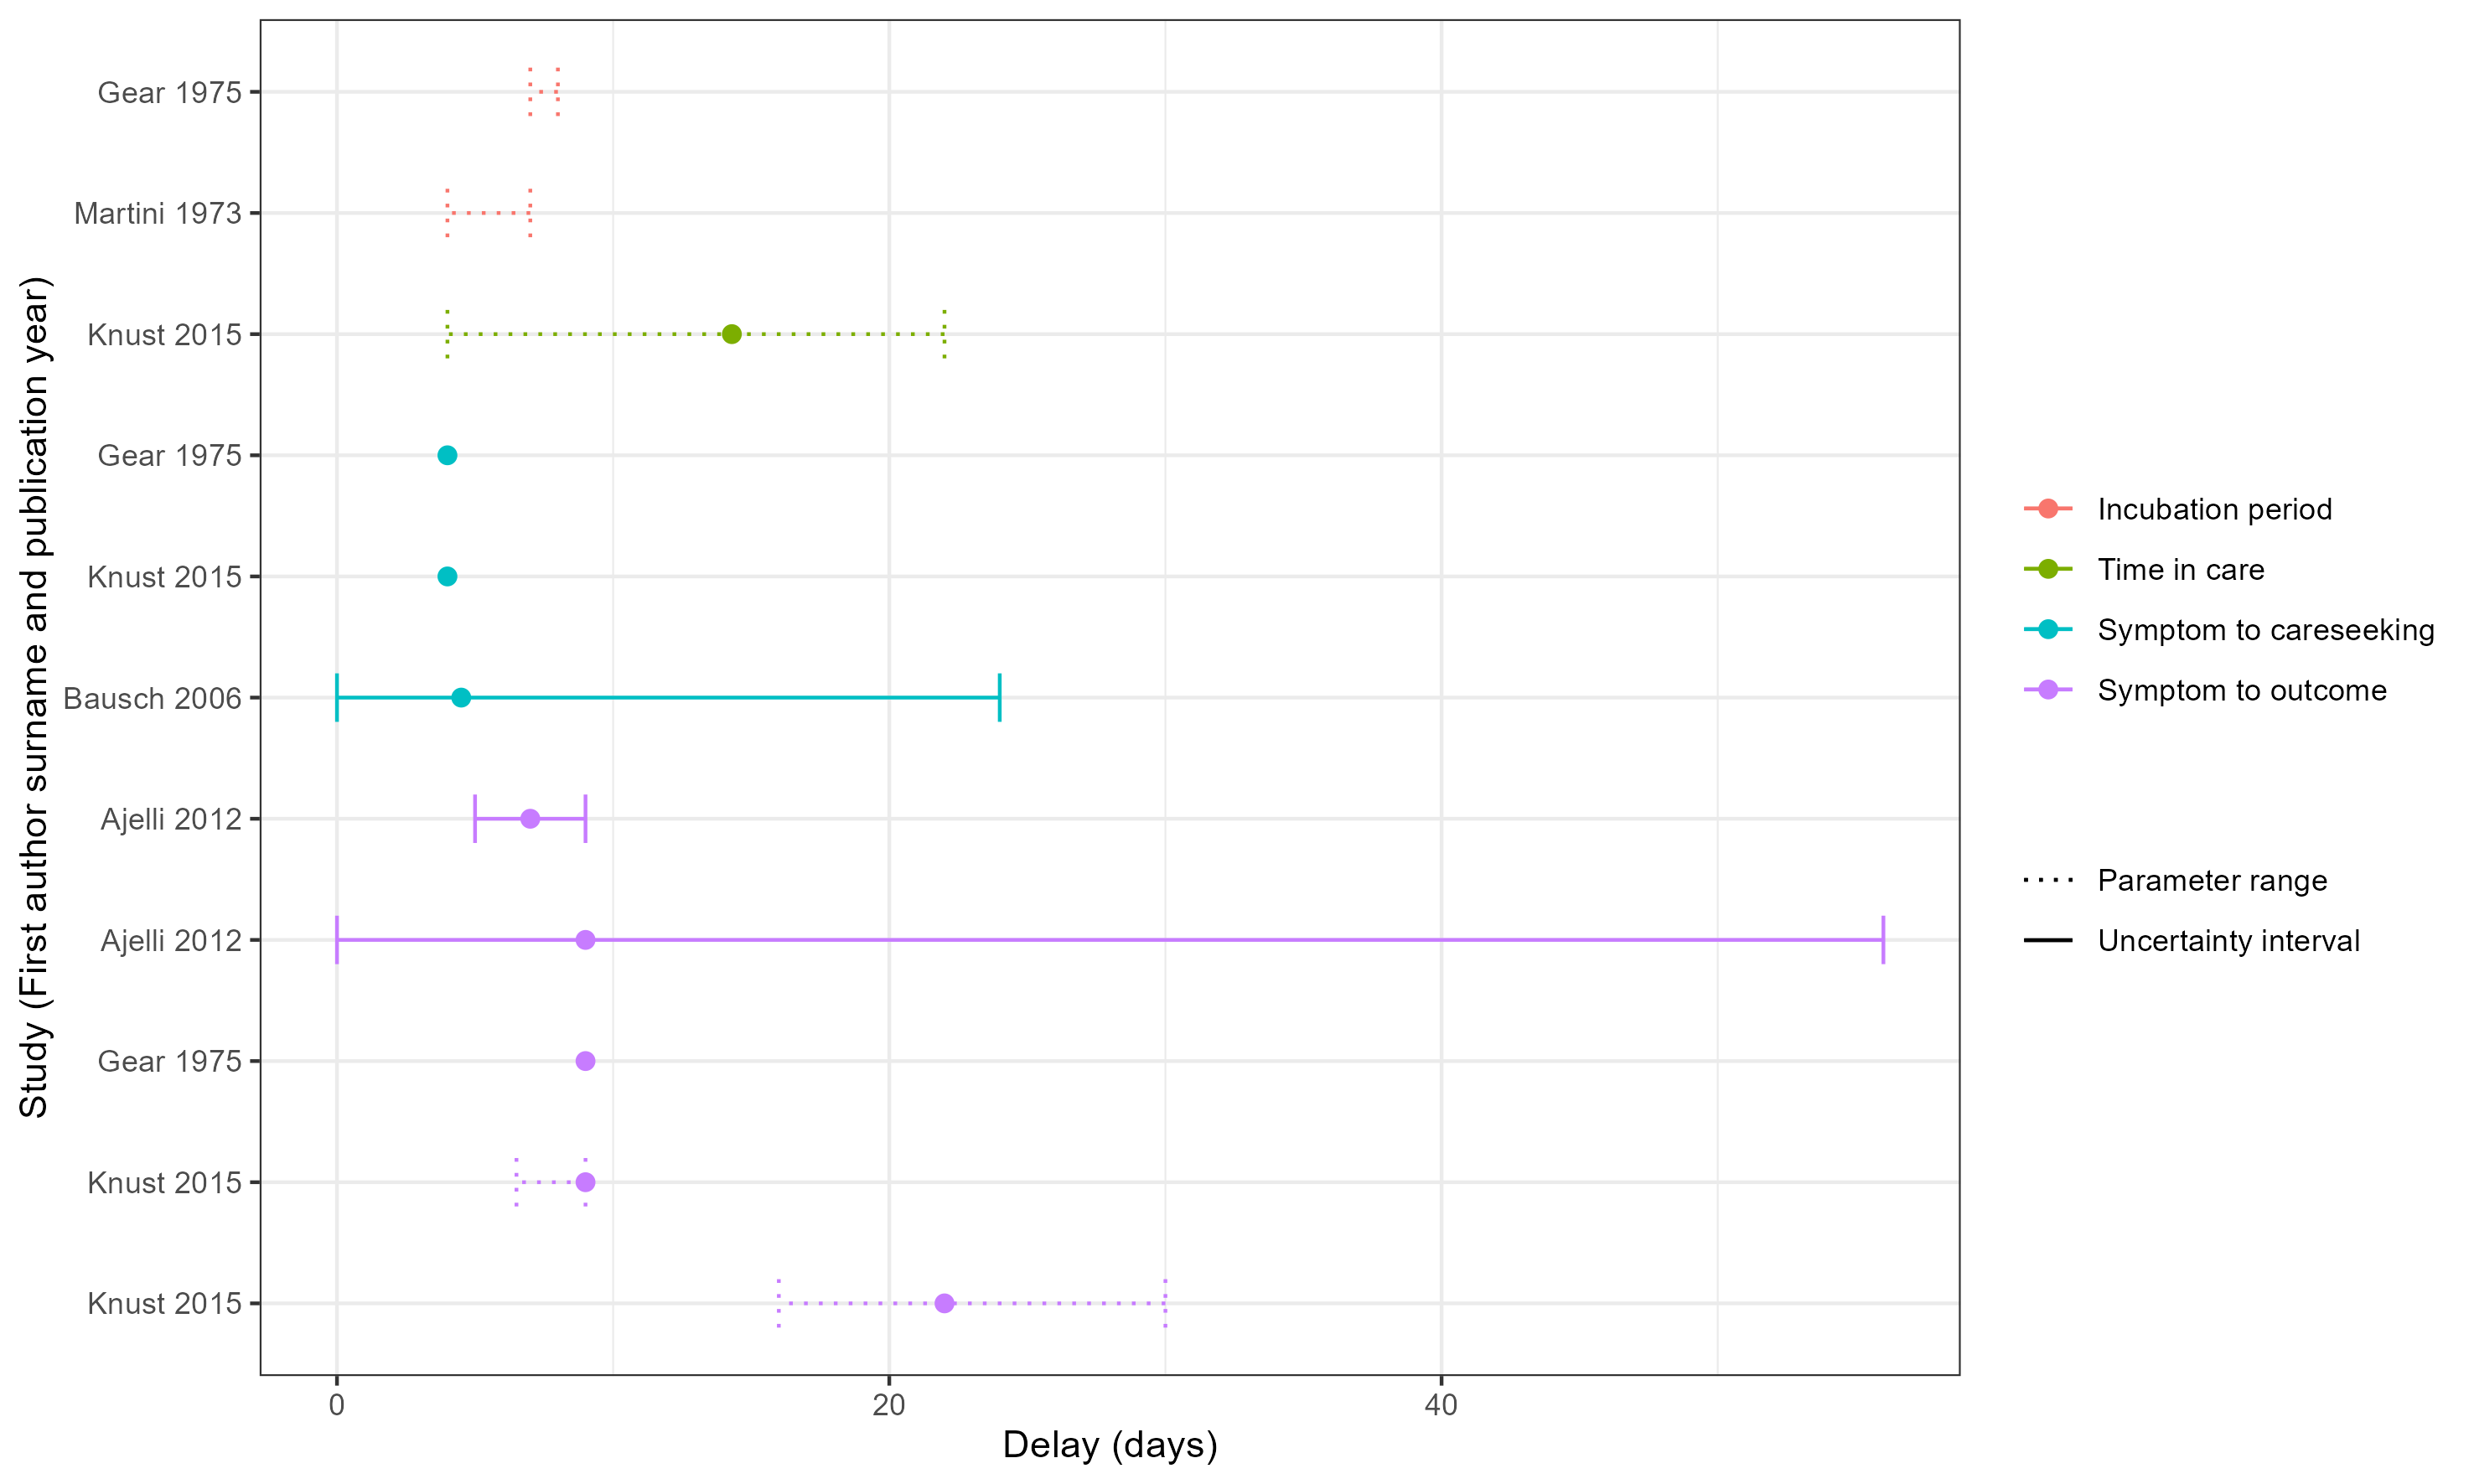 Study (First author surname and publication year)
Gear 1975
Martini 1973
Knust 2015
Gear 1975
Knust 2015
Bausch 2006
Ajelli 2012
Ajelli 2012
Gear 1975
Knust 2015
Knust 2015
0 20 40
Delay (days)
Incubation period
Time in care
Symptom to careseeking
Symptom to outcome
Parameter range
Uncertainty interval